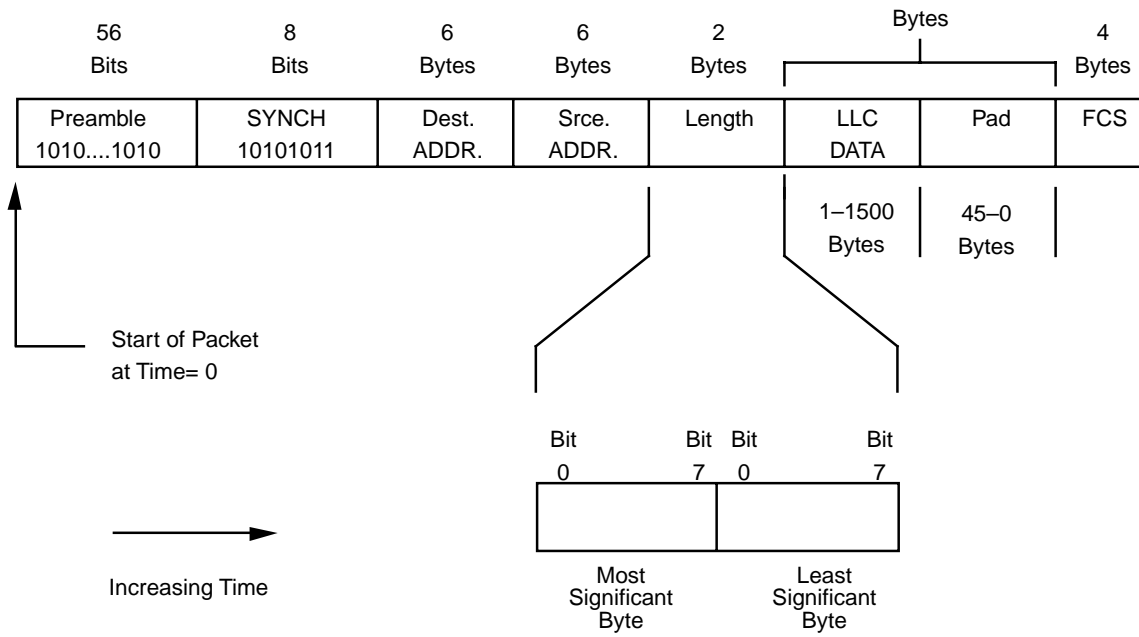 56 8 6 6 2 Bytes 4
Bits Bits Bytes Bytes Bytes Bytes
Preamble SYNCH Dest. Srce. Length LLC Pad FCS
1010....1010 10101011 ADDR. ADDR. DATA
1–1500 45–0
Bytes Bytes
Start of Packet
at Time= 0
Bit Bit Bit Bit
0 7 0 7
Increasing Time
Most Least
Significant Significant
Byte Byte